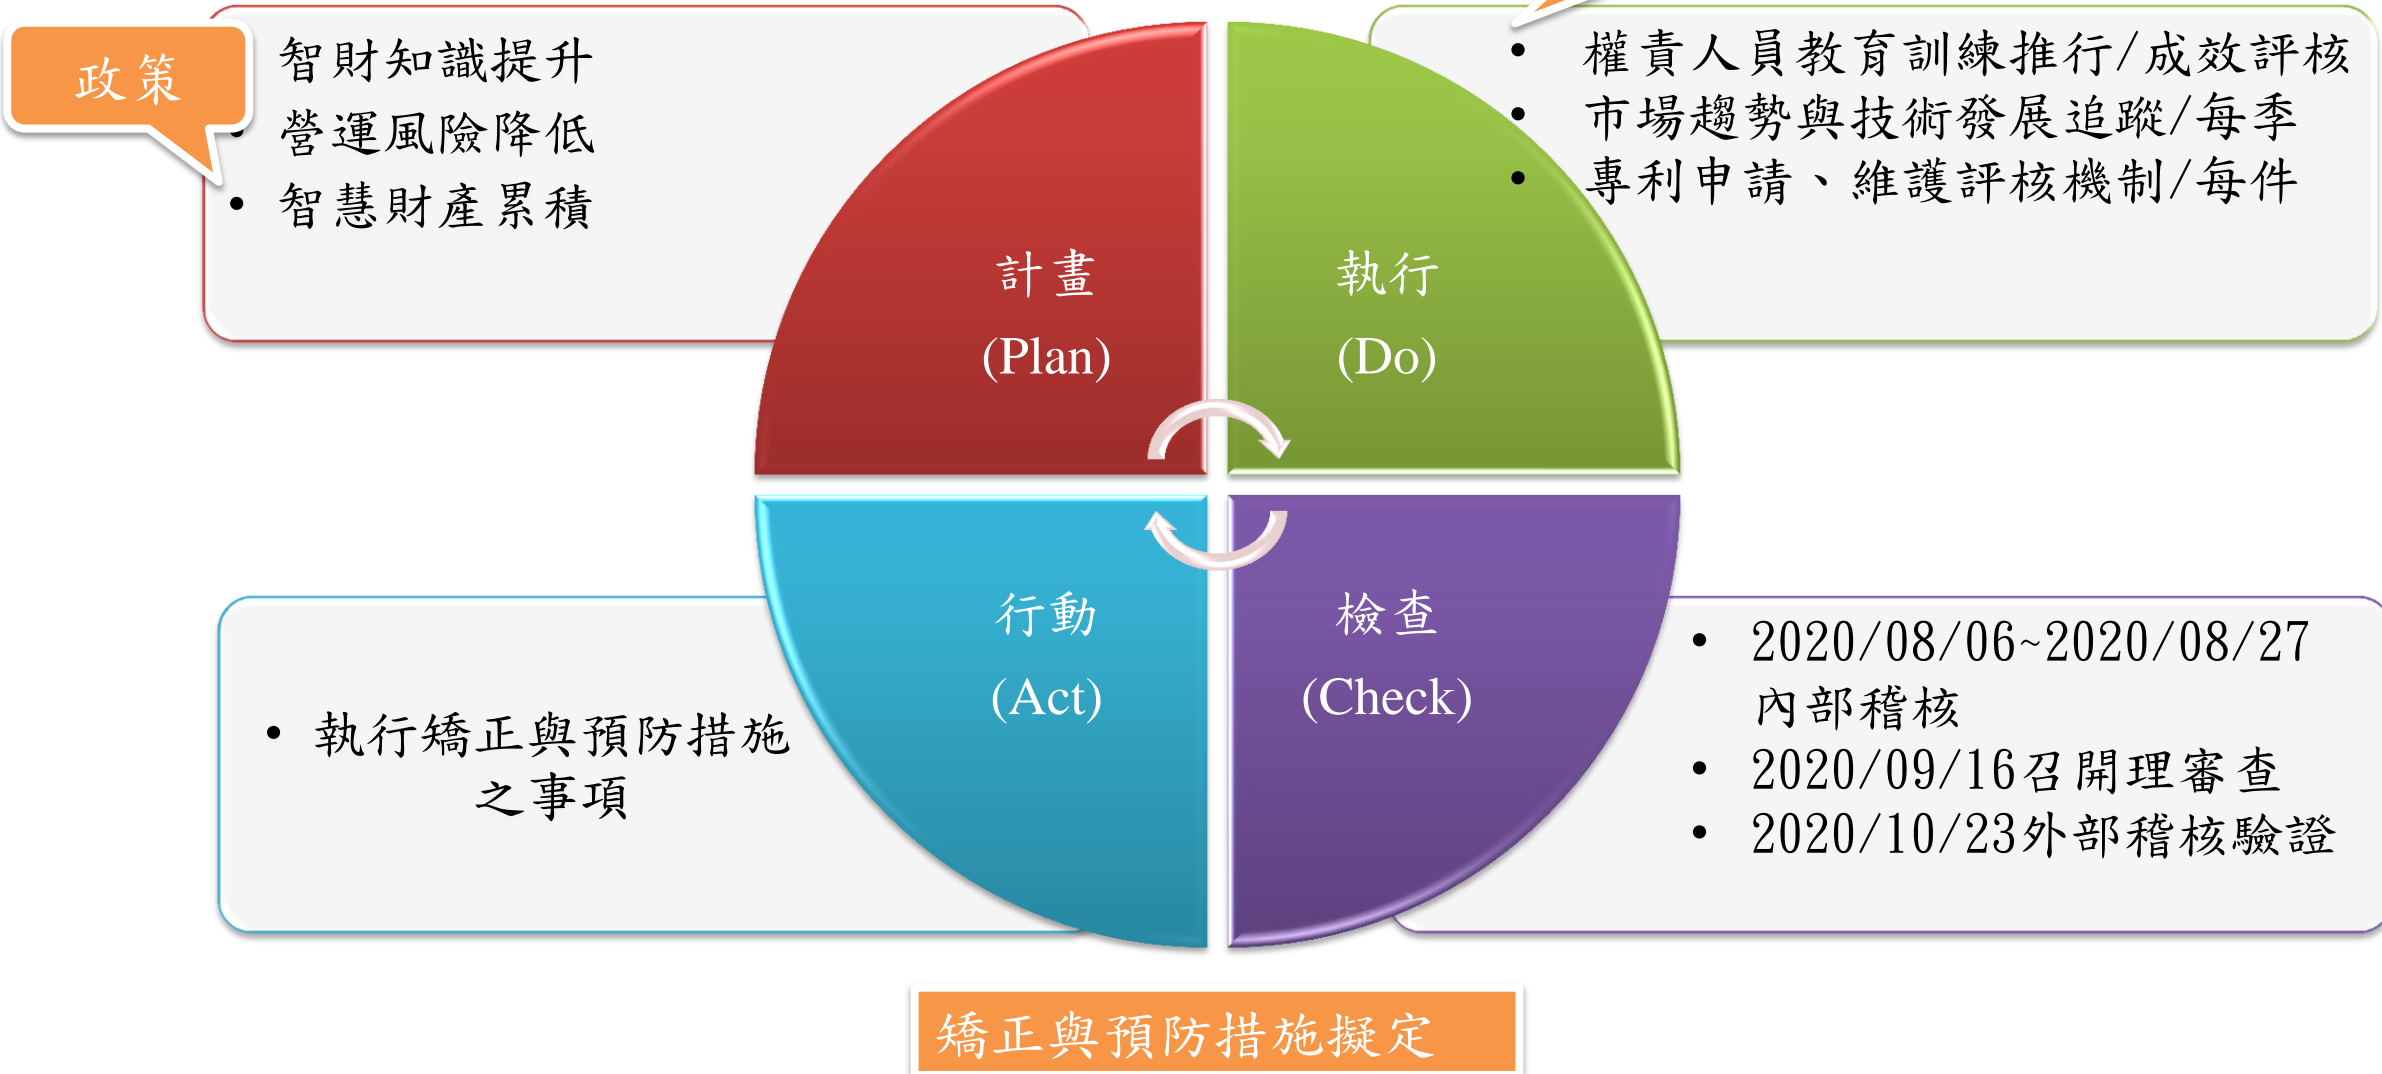 政策
智財知識提升
• 營運風險降低
• 智慧財產累積
• 權責人員教育訓練推行/成效評核
• 市場趨勢與技術發展追蹤/每季
• 專利申請、維護評核機制/每件
計畫
(Plan)
執行
(Do)
行動
(Act)
檢查
(Check)
• 執行矯正與預防措施
之事項
• 2020/08/06~2020/08/27
內部稽核
• 2020/09/16召開理審查
• 2020/10/23外部稽核驗證
矯正與預防措施擬定